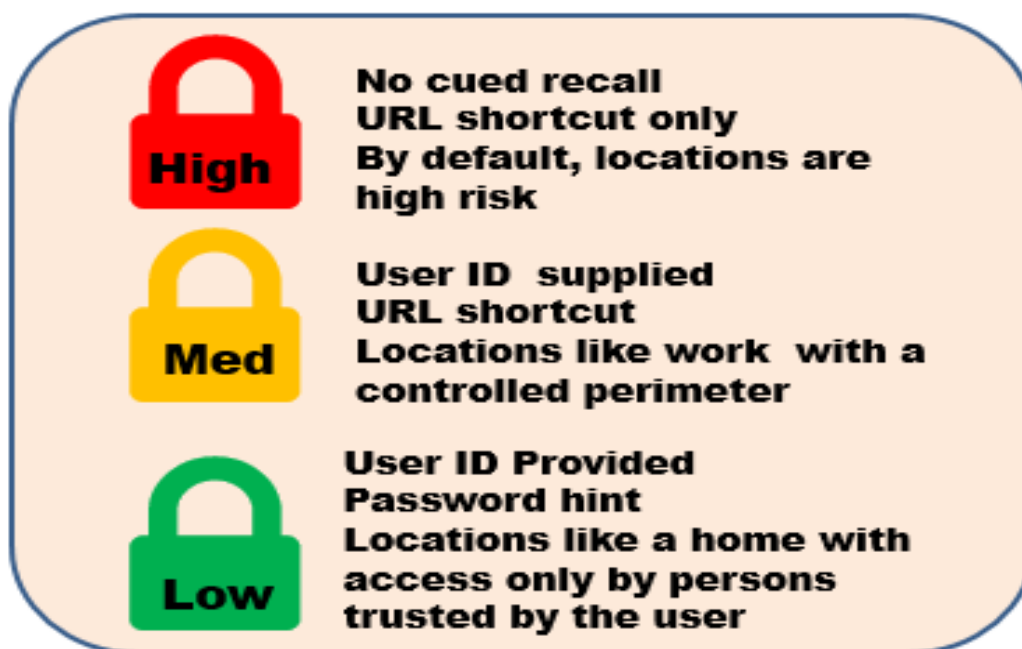 High
No cued recall
URL shortcut only
By default, locations are
high risk
Med
User ID  supplied
URL shortcut
Locations like work  with a
controlled perimeter
Low
User ID Provided
Password hint
Locations like a home with
access only by persons
trusted by the user